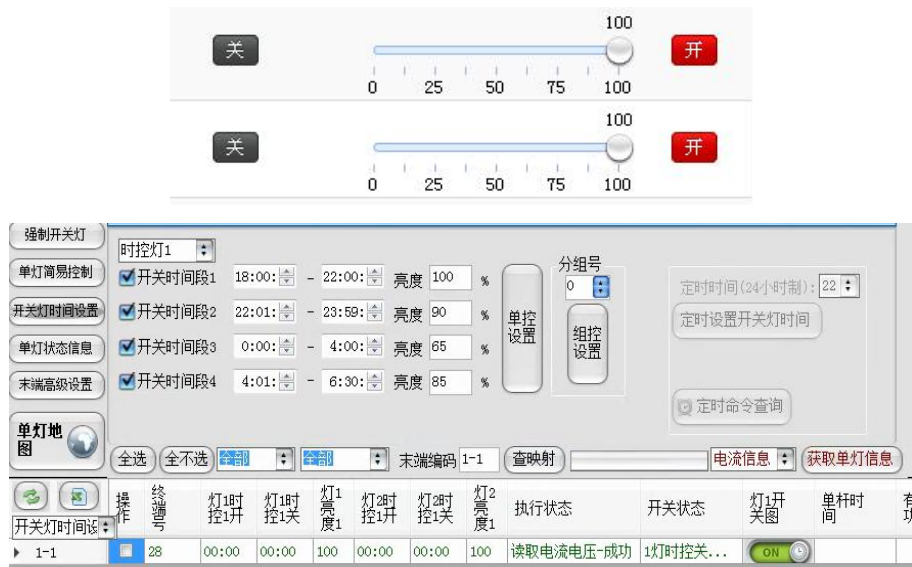 100
关 开
0 25 50 75 100
100
关 开
0 25 50 75 100
强制开关灯
单灯简易控制
开关灯时间设置
单灯状态信息
末端高级设置
单灯地图
时控灯1
开关时间段1 18:00: - 22:00: 亮度 100 %
开关时间段2 22:01: - 23:59: 亮度 90 %
开关时间段3 0:00: - 4:00: 亮度 65 %
开关时间段4 4:01: - 6:30: 亮度 85 %
单控设置
分组号
0
组控设置
定时时间(24小时制): 22
定时设置开关灯时间
定时命令查询
全选 全不选 全部 全部 末端编码 1-1 查映射 电流信息 获取单灯信息
开关灯时间设
操作 终端号 灯1时控1开 灯1时控1关 灯1亮度1 灯2时控1开 灯2时控1关 灯2亮度1 执行状态 开关状态 灯1开关图 单杆时间
1-1 28 00:00 00:00 100 00:00 00:00 100 读取电流电压-成功 1灯时控关... ON